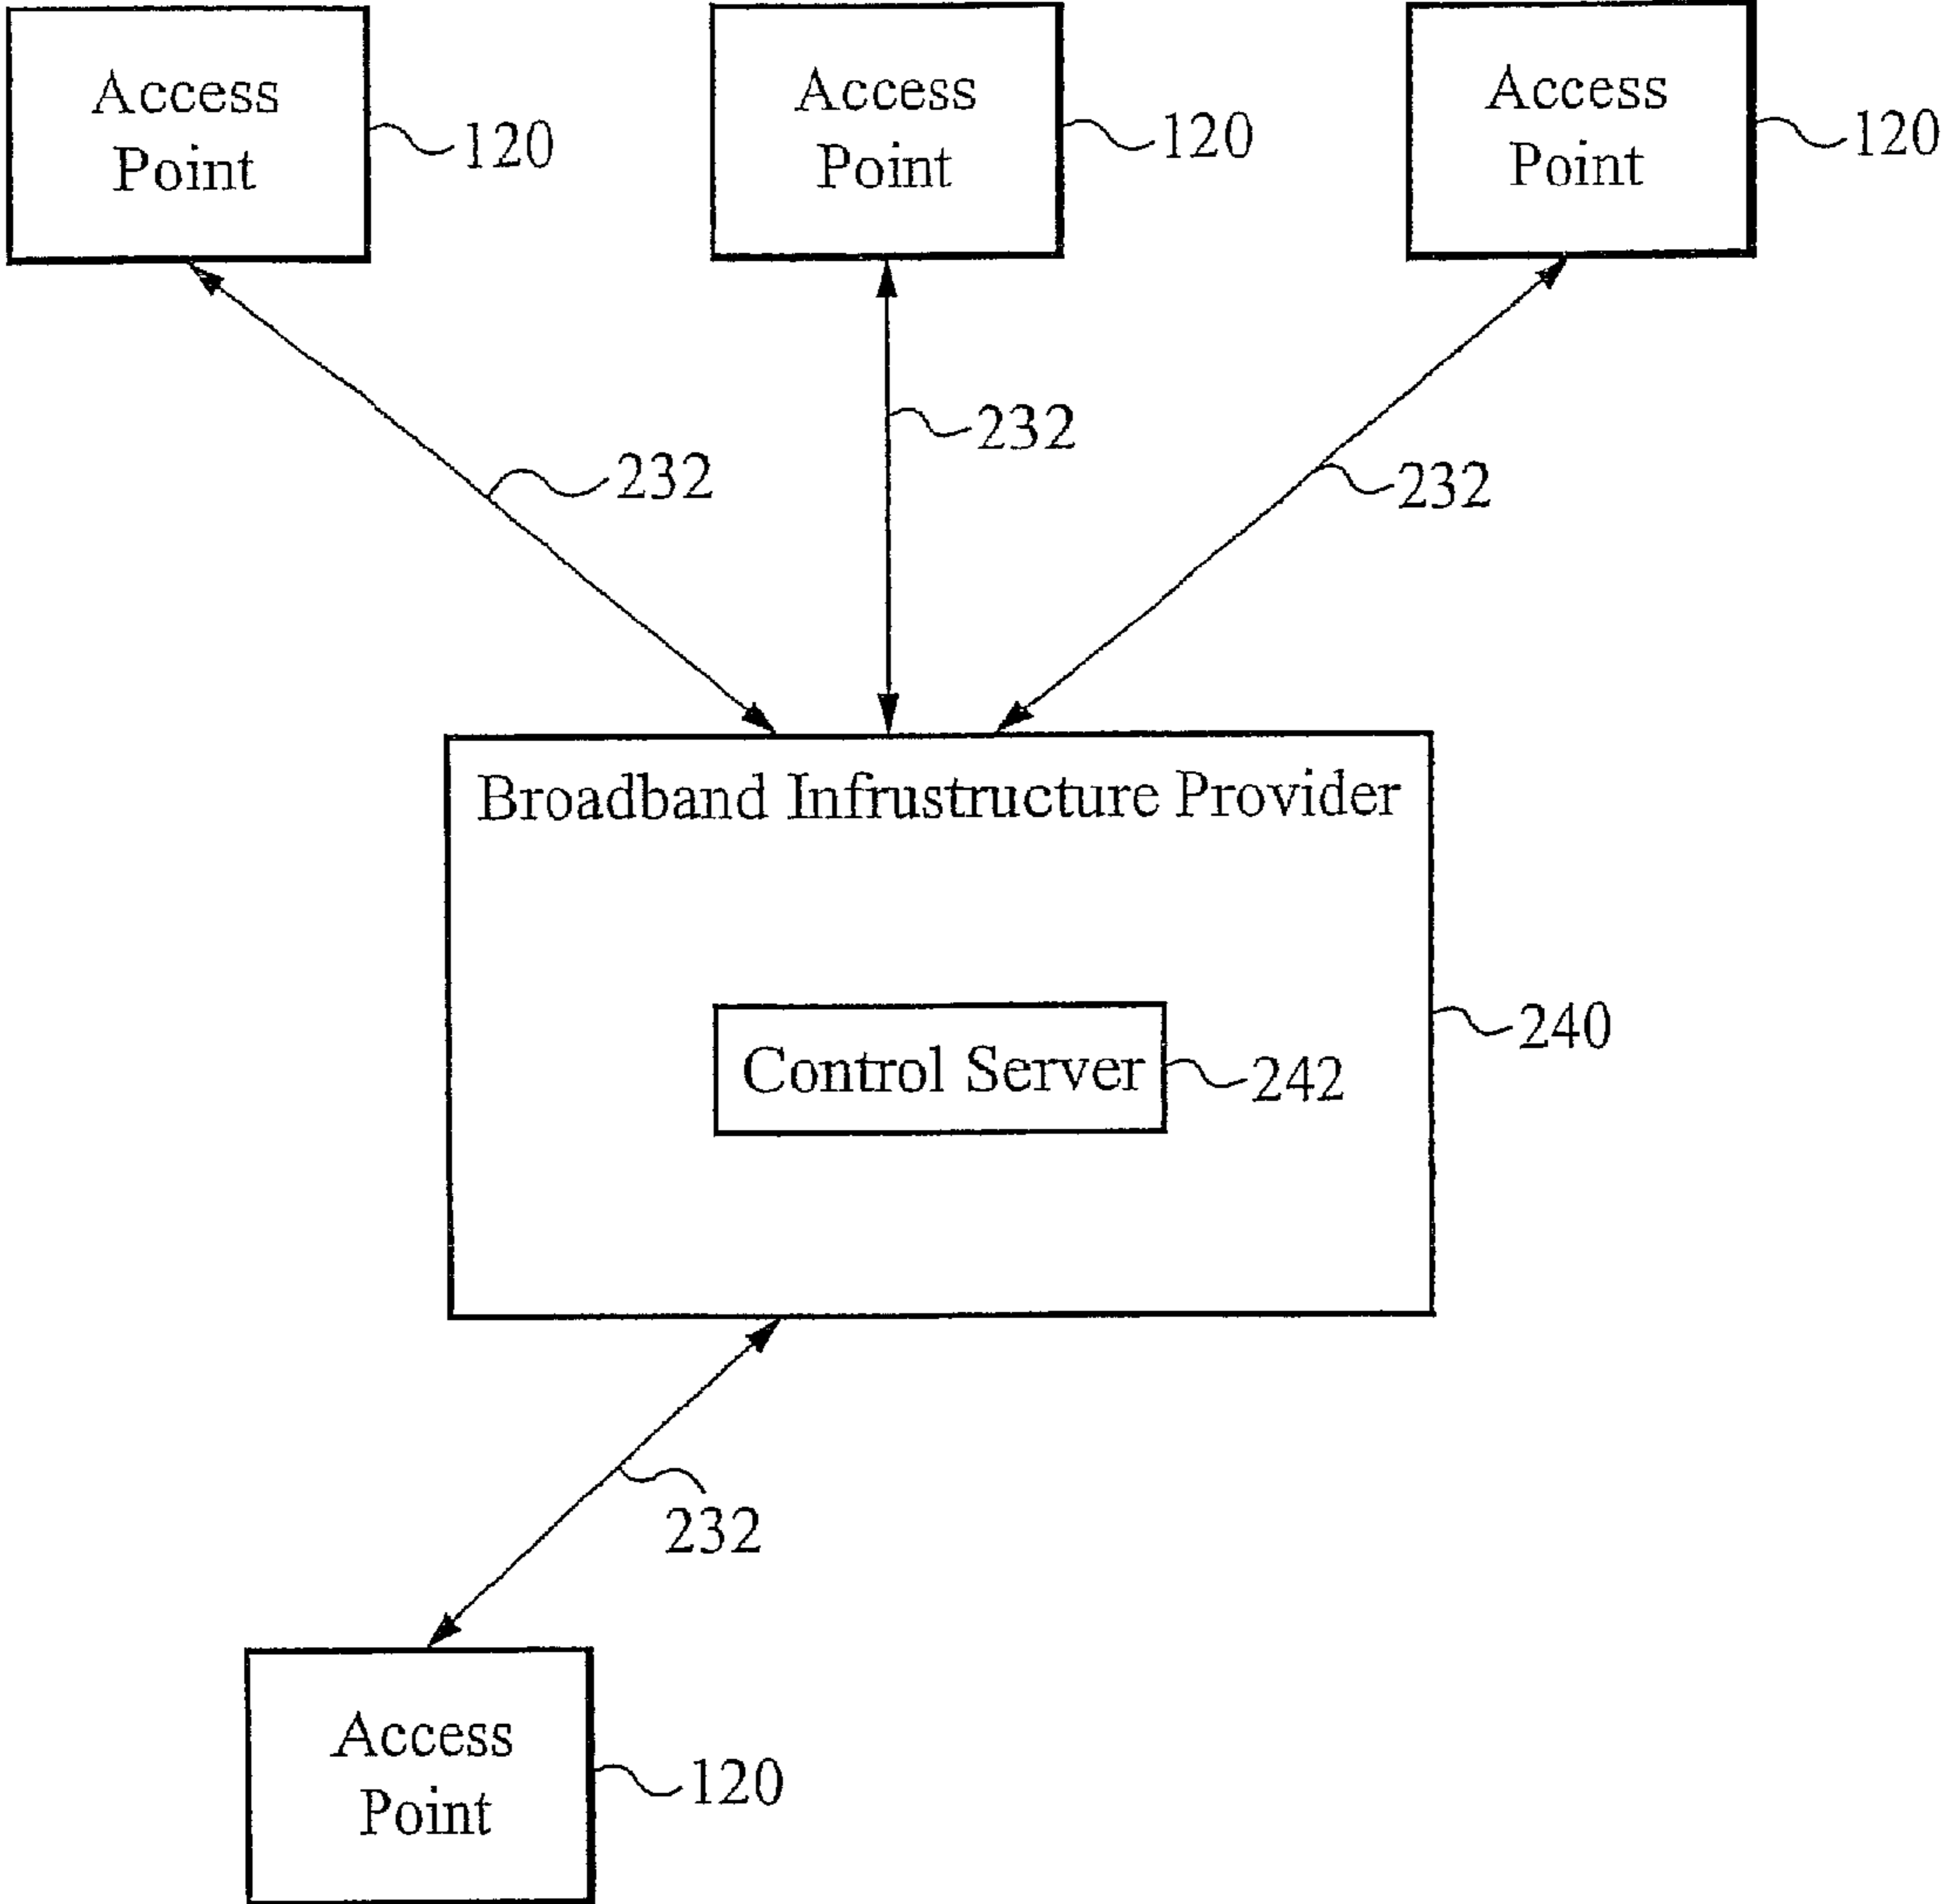 Access
Point
120
Access
Point
120
Access
Point
120
232
232
232
Broadband Infrustructure Provider
Control Server
240
242
232
Access
Point
120